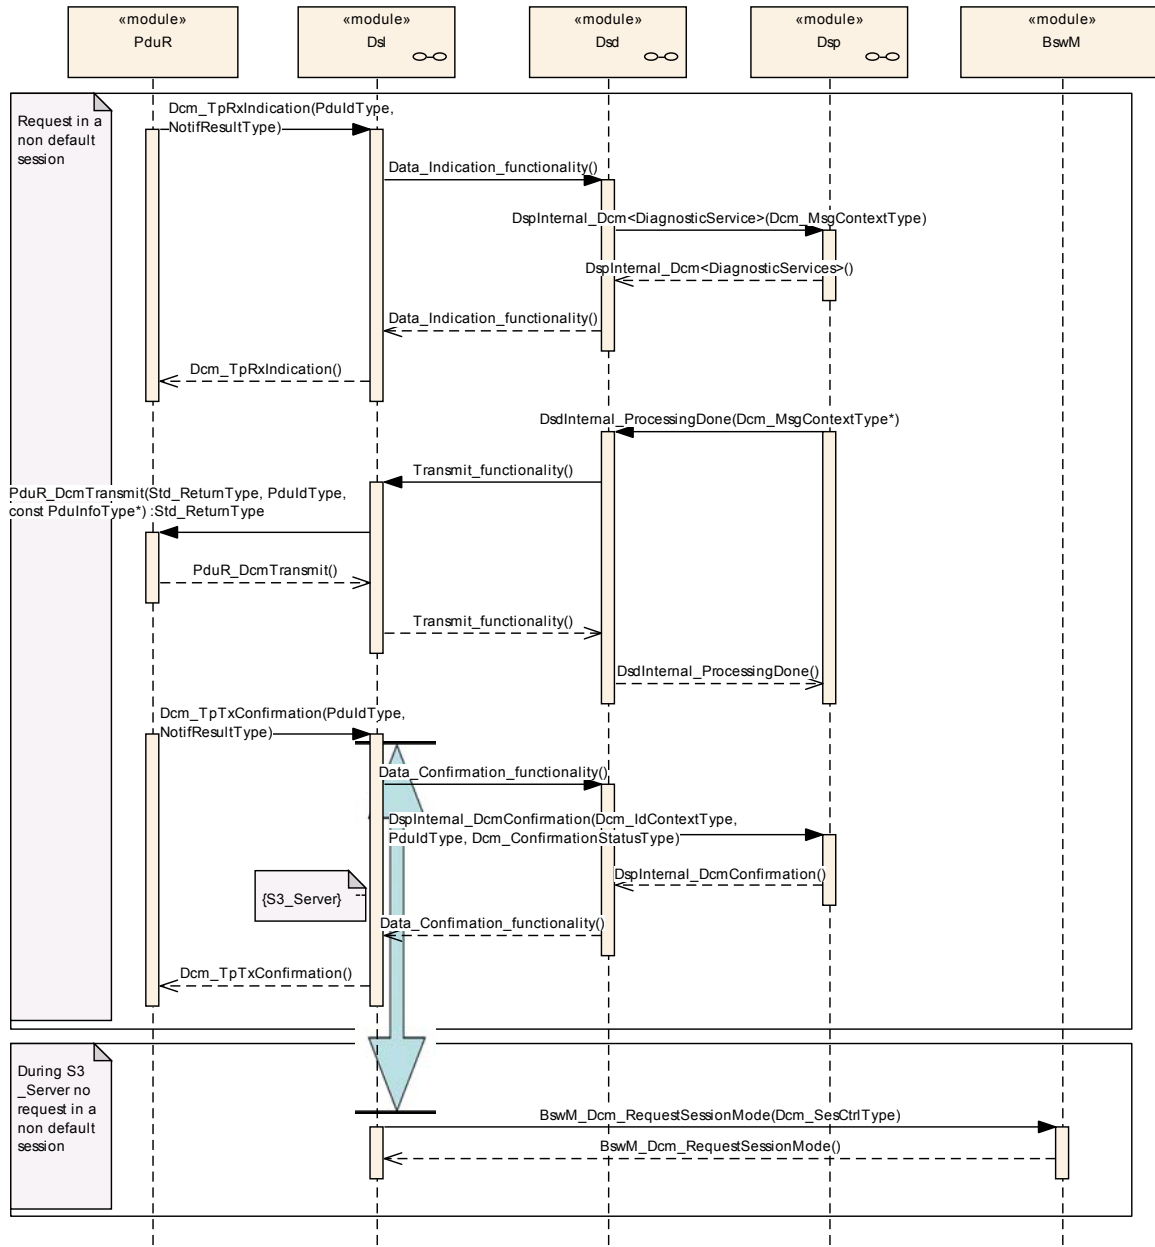 «module»
PduR
«module»
Dsl
«module»
Dsd
«module»
Dsp
«module»
BswM
Request in a
non default
session
Dcm_TpRxIndication(PduIdType,
NotifResultType)
Data_Indication_functionality()
DspInternal_Dcm<DiagnosticService>(Dcm_MsgContextType)
DspInternal_Dcm<DiagnosticServices>()
Data_Indication_functionality()
Dcm_TpRxIndication()
DsdInternal_ProcessingDone(Dcm_MsgContextType*)
Transmit_functionality()
PduR_DcmTransmit(Std_ReturnType, PduIdType,
const PduInfoType*) :Std_ReturnType
PduR_DcmTransmit()
Transmit_functionality()
DsdInternal_ProcessingDone()
Dcm_TpTxConfirmation(PduIdType,
NotifResultType)
Data_Confirmation_functionality()
DspInternal_DcmConfirmation(Dcm_IdContextType,
PduIdType, Dcm_ConfirmationStatusType)
DspInternal_DcmConfirmation()
{S3_Server}
Data_Confirmation_functionality()
Dcm_TpTxConfirmation()
During S3
_Server no
request in a
non default
session
BswM_Dcm_RequestSessionMode(Dcm_SesCtrlType)
BswM_Dcm_RequestSessionMode()